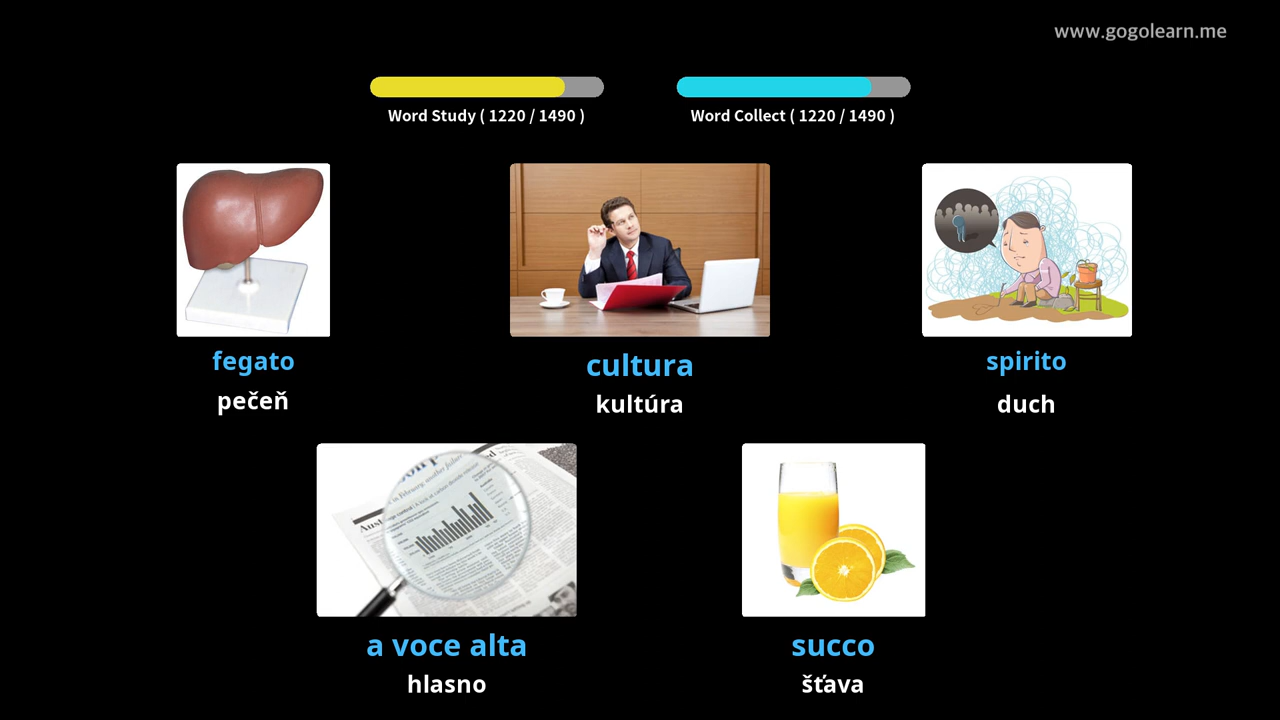 www.gogolearn.me
Word Study ( 1220 / 1490 )
Word Collect ( 1220 / 1490 )
fegato
pečeň
cultura
kultúra
spirito
duch
a voce alta
hlasno
succo
šťava